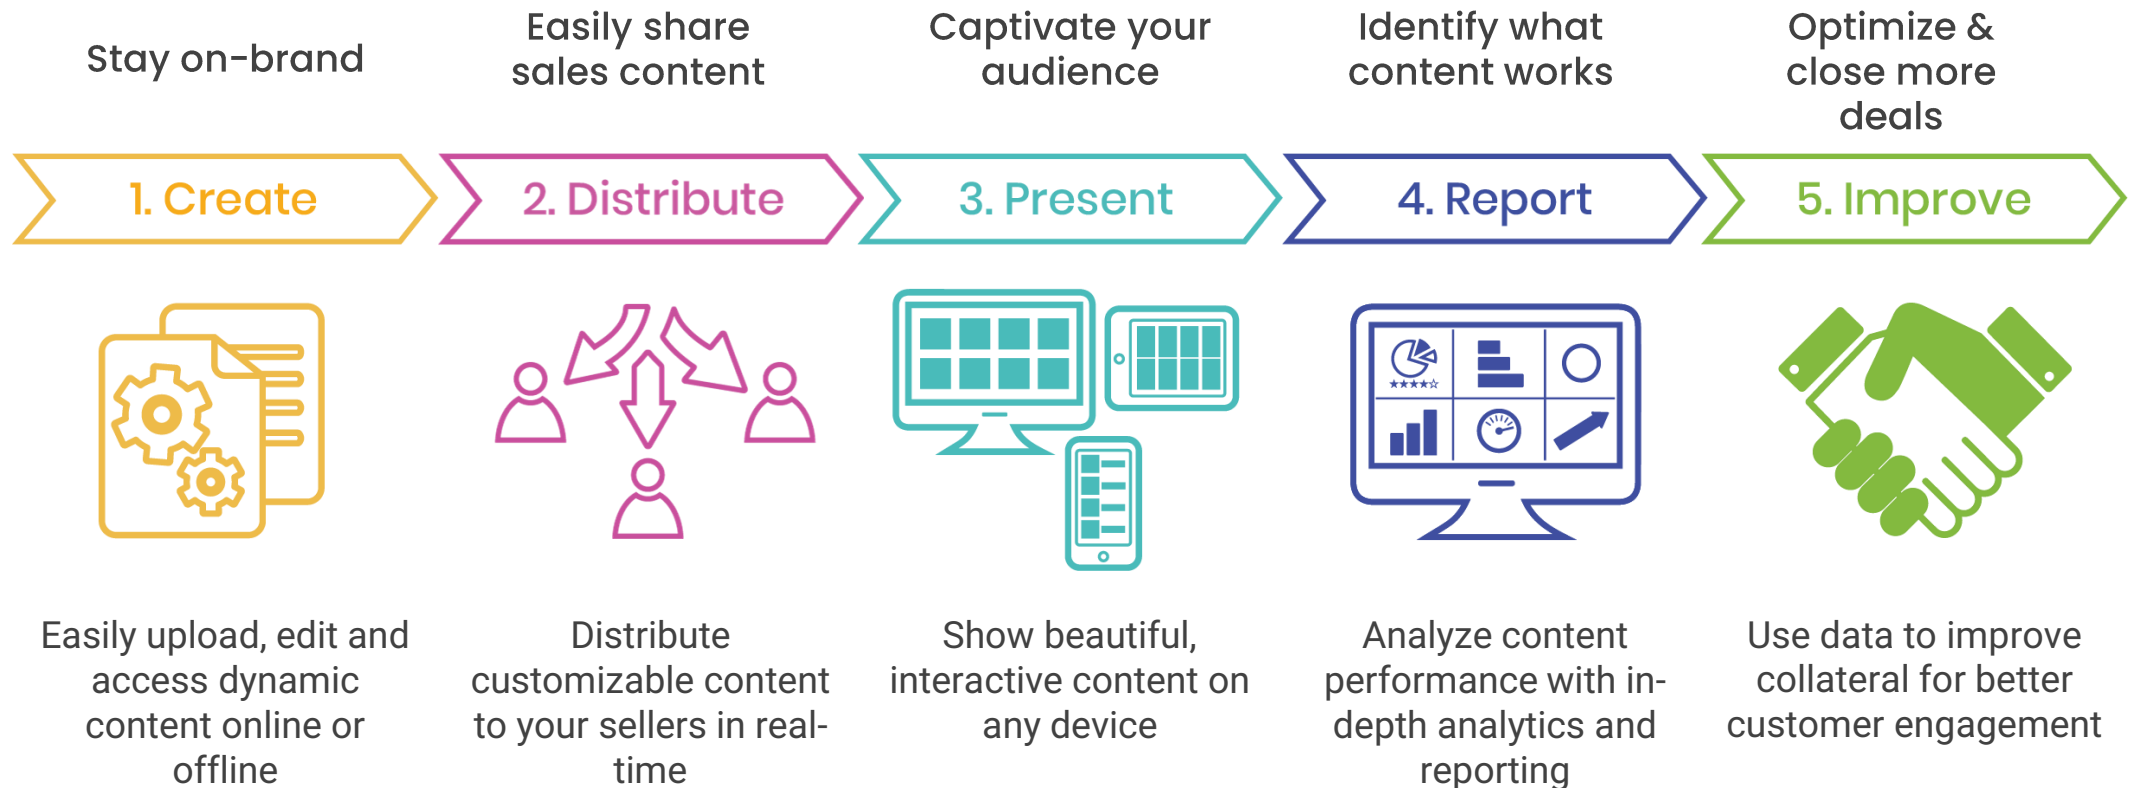 Stay on-brand
Easily share
sales content
Captivate your
audience
Identify what
content works
Optimize &
close more
deals
1. Create
2. Distribute
3. Present
4. Report
5. Improve
Easily upload, edit and
access dynamic
content online or
offline
Distribute
customizable content
to your sellers in real-
time
Show beautiful,
interactive content on
any device
Analyze content
performance with in-
depth analytics and
reporting
Use data to improve
collateral for better
customer engagement